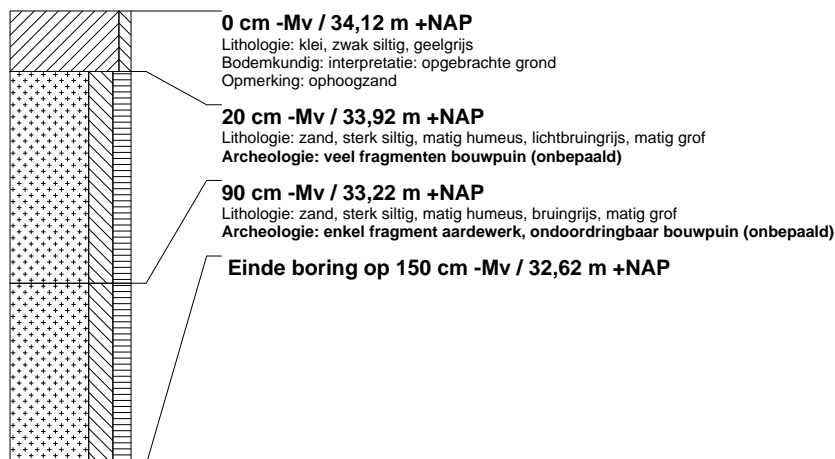 0 cm -Mv / 34,12 m +NAP
Lithologie: klei, zwak siltig, geelgrijs
Bodemkundig: interpretatie: opgebrachte grond
Opmerking: ophoogzand
20 cm -Mv / 33,92 m +NAP
Lithologie: zand, sterk siltig, matig humeus, lichtbruingrijs, matig grof
Archeologie: veel fragmenten bouwpuin (onbepaald)
90 cm -Mv / 33,22 m +NAP
Lithologie: zand, sterk siltig, matig humeus, bruingrijs, matig grof
Archeologie: enkel fragment aardewerk, ondoordringbaar bouwpuin (onbepaald)
Einde boring op 150 cm -Mv / 32,62 m +NAP